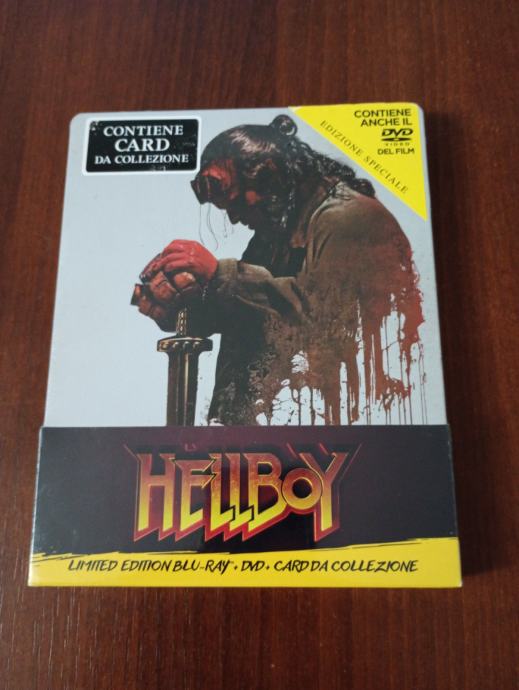 CONTIENE
CARD
DA COLLEZIONE
CONTIENE
ANCHE IL
DVD
VIDEO
DEL FILM
EDIZIONE SPECIALE
HELLBOY
LIMITED EDITION BLU-RAY™ + DVD + CARD DA COLLEZIONE